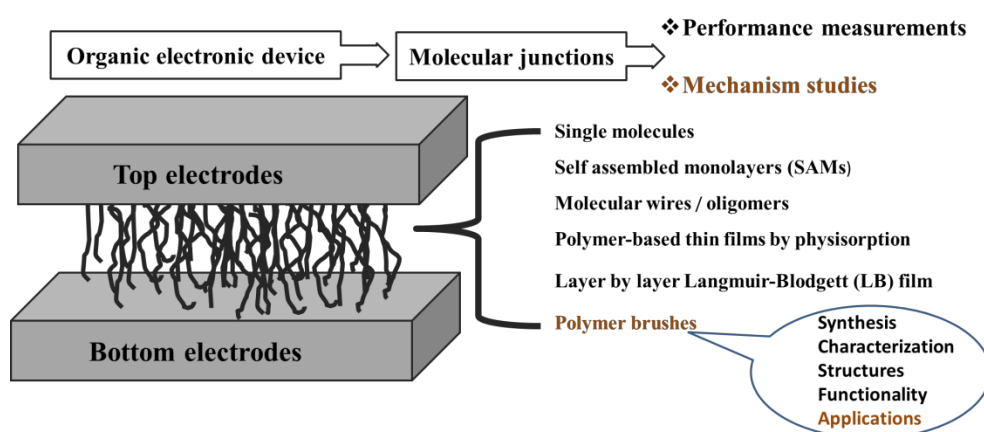 ❖Performance measurements
Organic electronic device
Molecular junctions
❖Mechanism studies
Top electrodes
Bottom electrodes
Single molecules
Self assembled monolayers (SAMs)
Molecular wires / oligomers
Polymer-based thin films by physisorption
Layer by layer Langmuir-Blodgett (LB) film
Polymer brushes
Synthesis
Characterization
Structures
Functionality
Applications